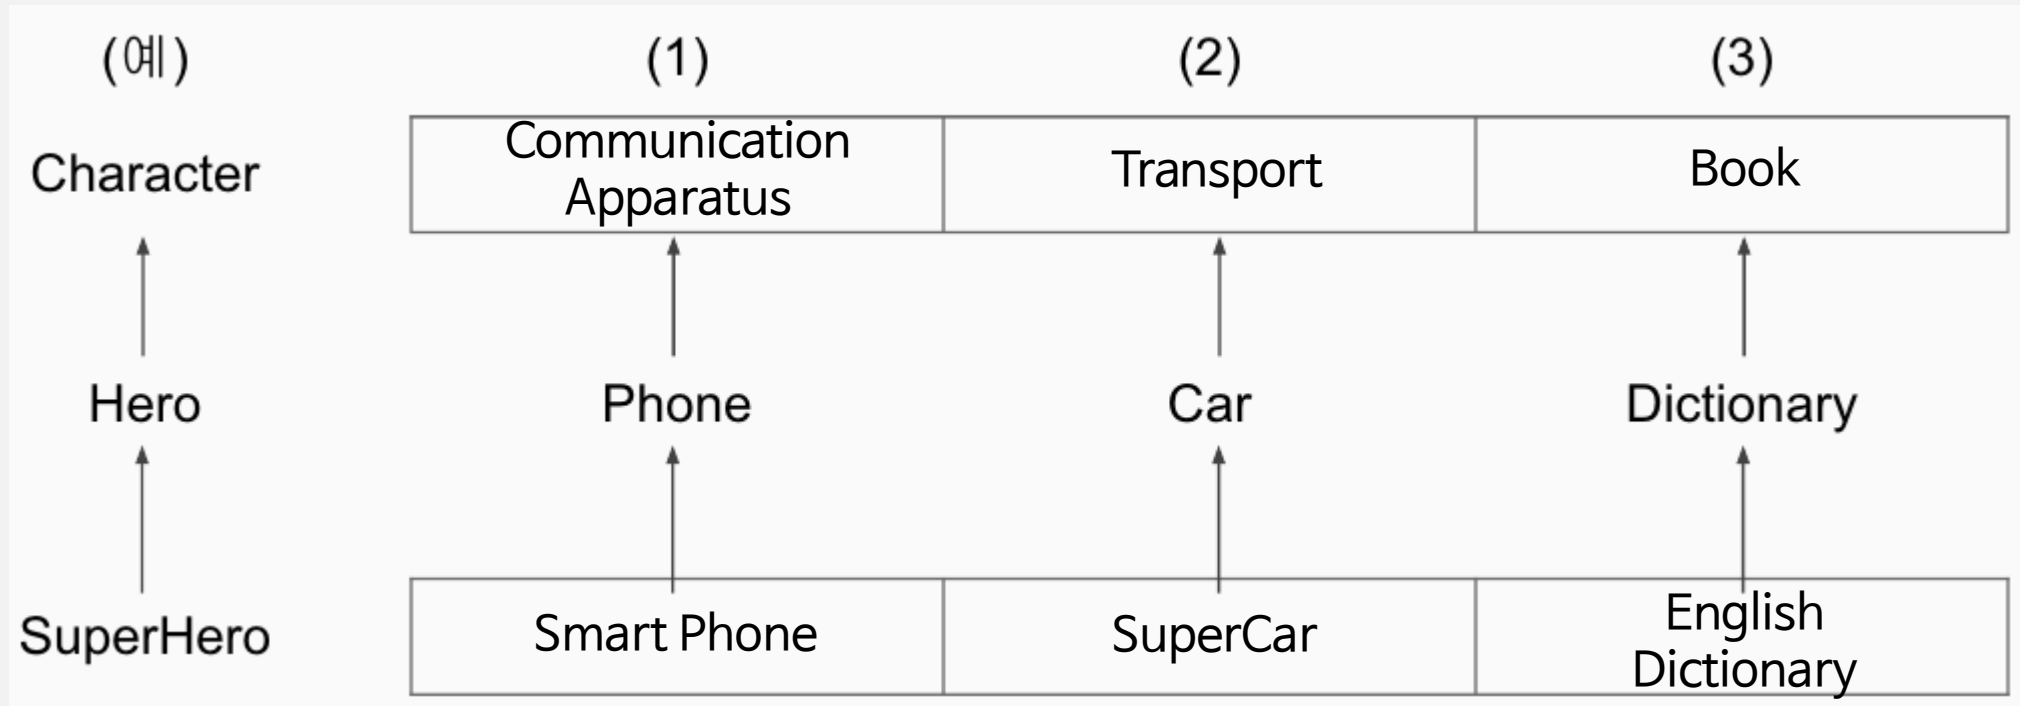 (예) (1) (2) (3)
Character
Communication
Apparatus
Transport
Book
Hero Phone Car Dictionary
SuperHero
Smart Phone
SuperCar
English
Dictionary